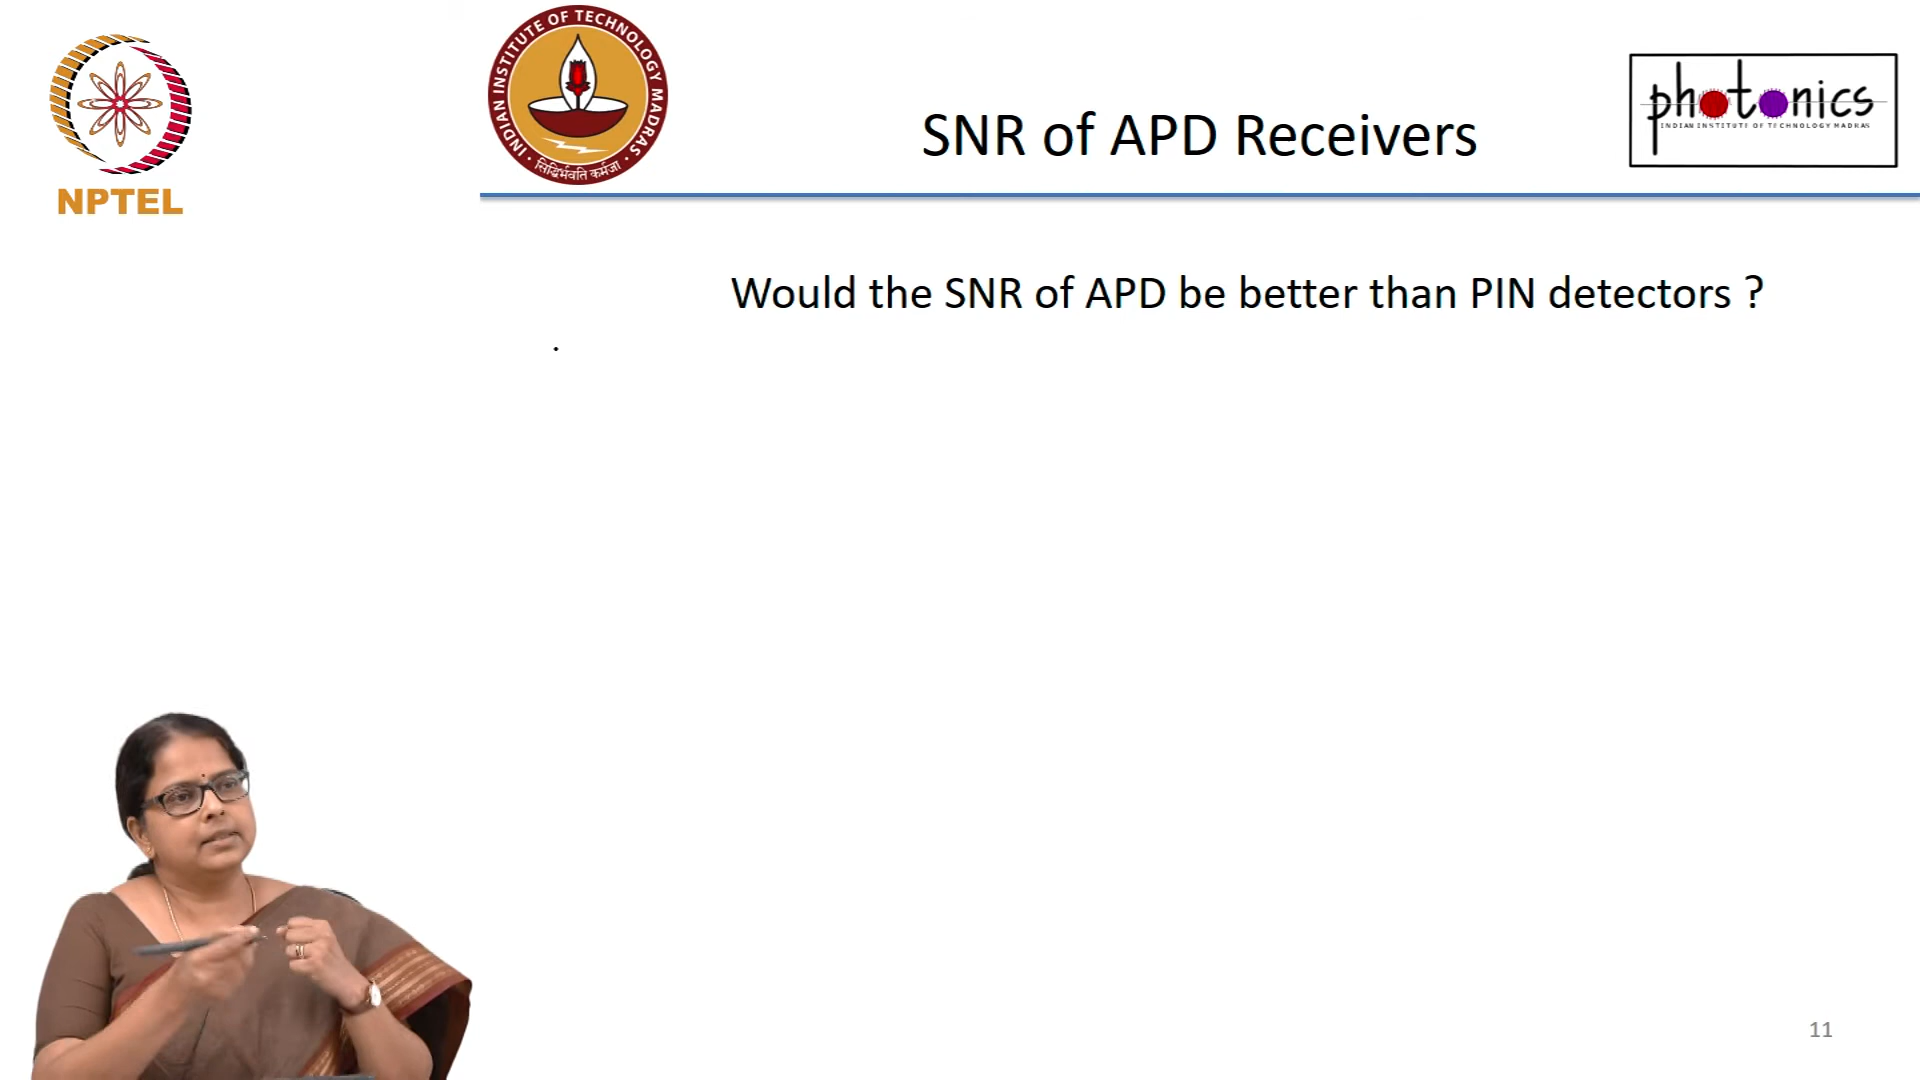 NPTEL
INDIAN INSTITUTE OF TECHNOLOGY MADRAS
सिद्धिर्भवति कर्मजा
SNR of APD Receivers
photonics
INDIAN INSTITUTE OF TECHNOLOGY MADRAS
Would the SNR of APD be better than PIN detectors ?
11